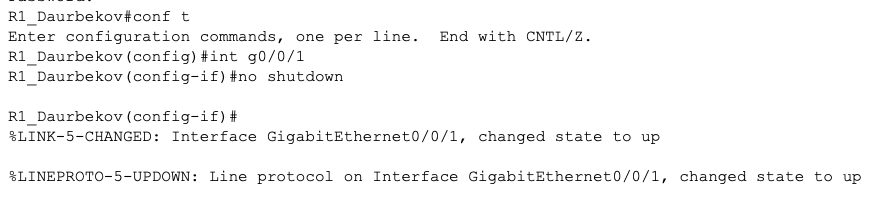 R1_Daurbekov#conf t
Enter configuration commands, one per line.  End with CNTL/Z.
R1_Daurbekov(config)#int g0/0/1
R1_Daurbekov(config-if)#no shutdown
R1_Daurbekov(config-if)#
%LINK-5-CHANGED: Interface GigabitEthernet0/0/1, changed state to up
%LINEPROTO-5-UPDOWN: Line protocol on Interface GigabitEthernet0/0/1, changed state to up